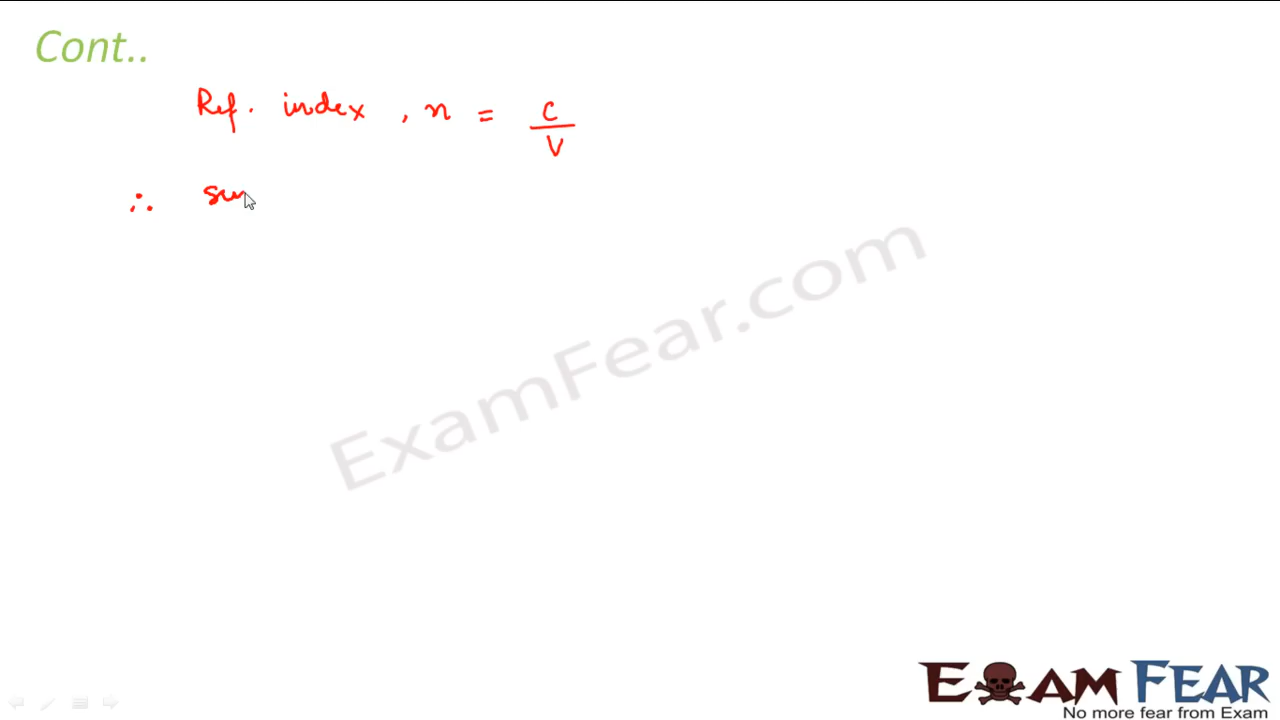 Cont..
Ref. index , n = c / v
∴
ExamFear.com
EXAM FEAR
No more fear from Exam